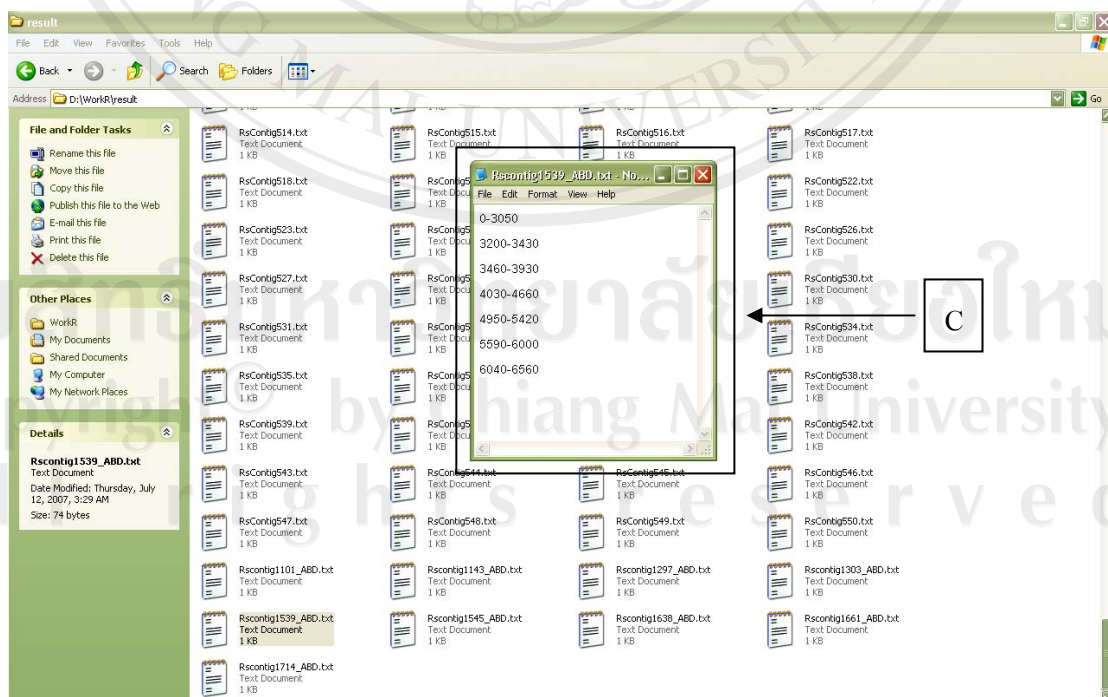 result
File Edit View Favorites Tools Help
Back Search Folders
Address D:\WorkR\result Go
File and Folder Tasks
Rename this file
Move this file
Copy this file
Publish this file to the Web
E-mail this file
Print this file
Delete this file
Other Places
WorkR
My Documents
Shared Documents
My Computer
My Network Places
Details
Rscontig1539_ABD.txt
Text Document
Date Modified: Thursday, July
12, 2007, 3:29 AM
Size: 74 bytes
RsContig514.txt
Text Document
1 KB
RsContig515.txt
Text Document
1 KB
RsContig516.txt
Text Document
1 KB
RsContig517.txt
Text Document
1 KB
RsContig518.txt
Text Document
1 KB
RsContig522.txt
Text Document
1 KB
RsContig523.txt
Text Document
1 KB
RsContig526.txt
Text Document
1 KB
RsContig527.txt
Text Document
1 KB
RsContig530.txt
Text Document
1 KB
RsContig531.txt
Text Document
1 KB
RsContig534.txt
Text Document
1 KB
RsContig535.txt
Text Document
1 KB
RsContig538.txt
Text Document
1 KB
RsContig539.txt
Text Document
1 KB
RsContig542.txt
Text Document
1 KB
RsContig543.txt
Text Document
1 KB
RsContig544.txt
Text Document
1 KB
RsContig545.txt
Text Document
1 KB
RsContig546.txt
Text Document
1 KB
RsContig547.txt
Text Document
1 KB
RsContig548.txt
Text Document
1 KB
RsContig549.txt
Text Document
1 KB
RsContig550.txt
Text Document
1 KB
Rscontig1101_ABD.txt
Text Document
1 KB
Rscontig1143_ABD.txt
Text Document
1 KB
Rscontig1297_ABD.txt
Text Document
1 KB
Rscontig1303_ABD.txt
Text Document
1 KB
Rscontig1539_ABD.txt
Text Document
1 KB
Rscontig1545_ABD.txt
Text Document
1 KB
Rscontig1638_ABD.txt
Text Document
1 KB
Rscontig1661_ABD.txt
Text Document
1 KB
Rscontig1714_ABD.txt
Text Document
1 KB
Rscontig1539_ABD.txt - No...
File Edit Format View Help
0-3050
3200-3430
3460-3930
4030-4660
4950-5420
5590-6000
6040-6560
C
by Chiang Mai University
rights reserved